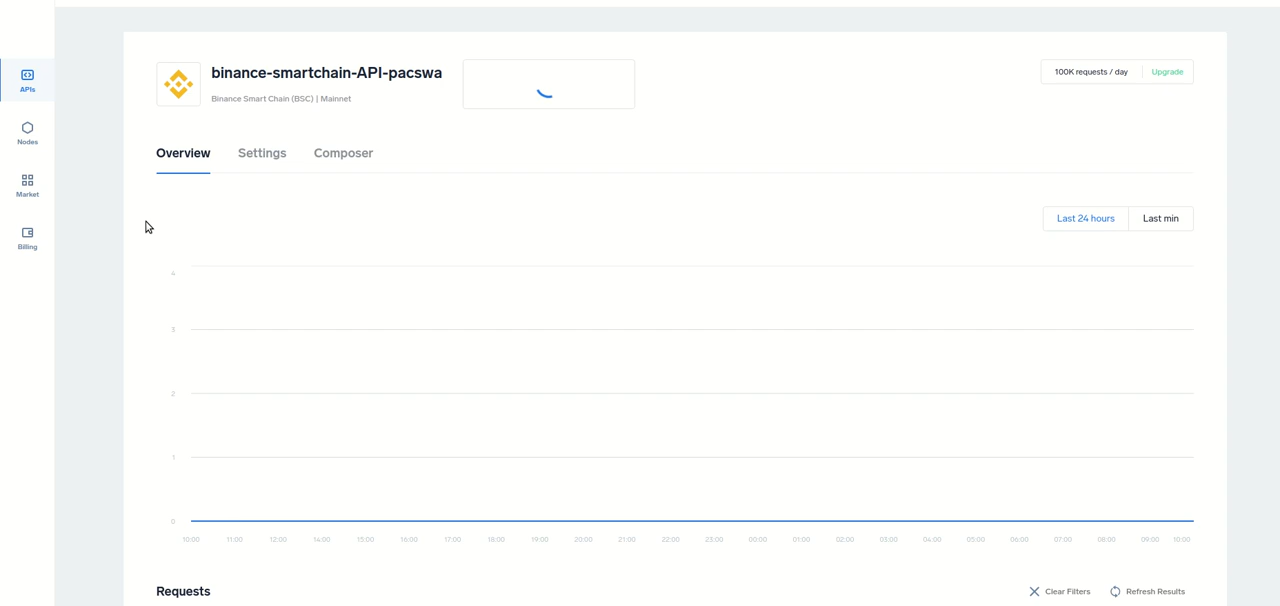 APIs
Nodes
Market
Billing
binance-smartchain-API-pacswa
Binance Smart Chain (BSC) | Mainnet
100K requests / day Upgrade
Overview Settings Composer
Last 24 hours Last min
4
3
2
1
0
10:00 11:00 12:00 14:00 15:00 16:00 17:00 18:00 19:00 20:00 21:00 22:00 23:00 00:00 01:00 02:00 03:00 04:00 05:00 06:00 07:00 08:00 09:00 10:00
Requests
Clear Filters Refresh Results